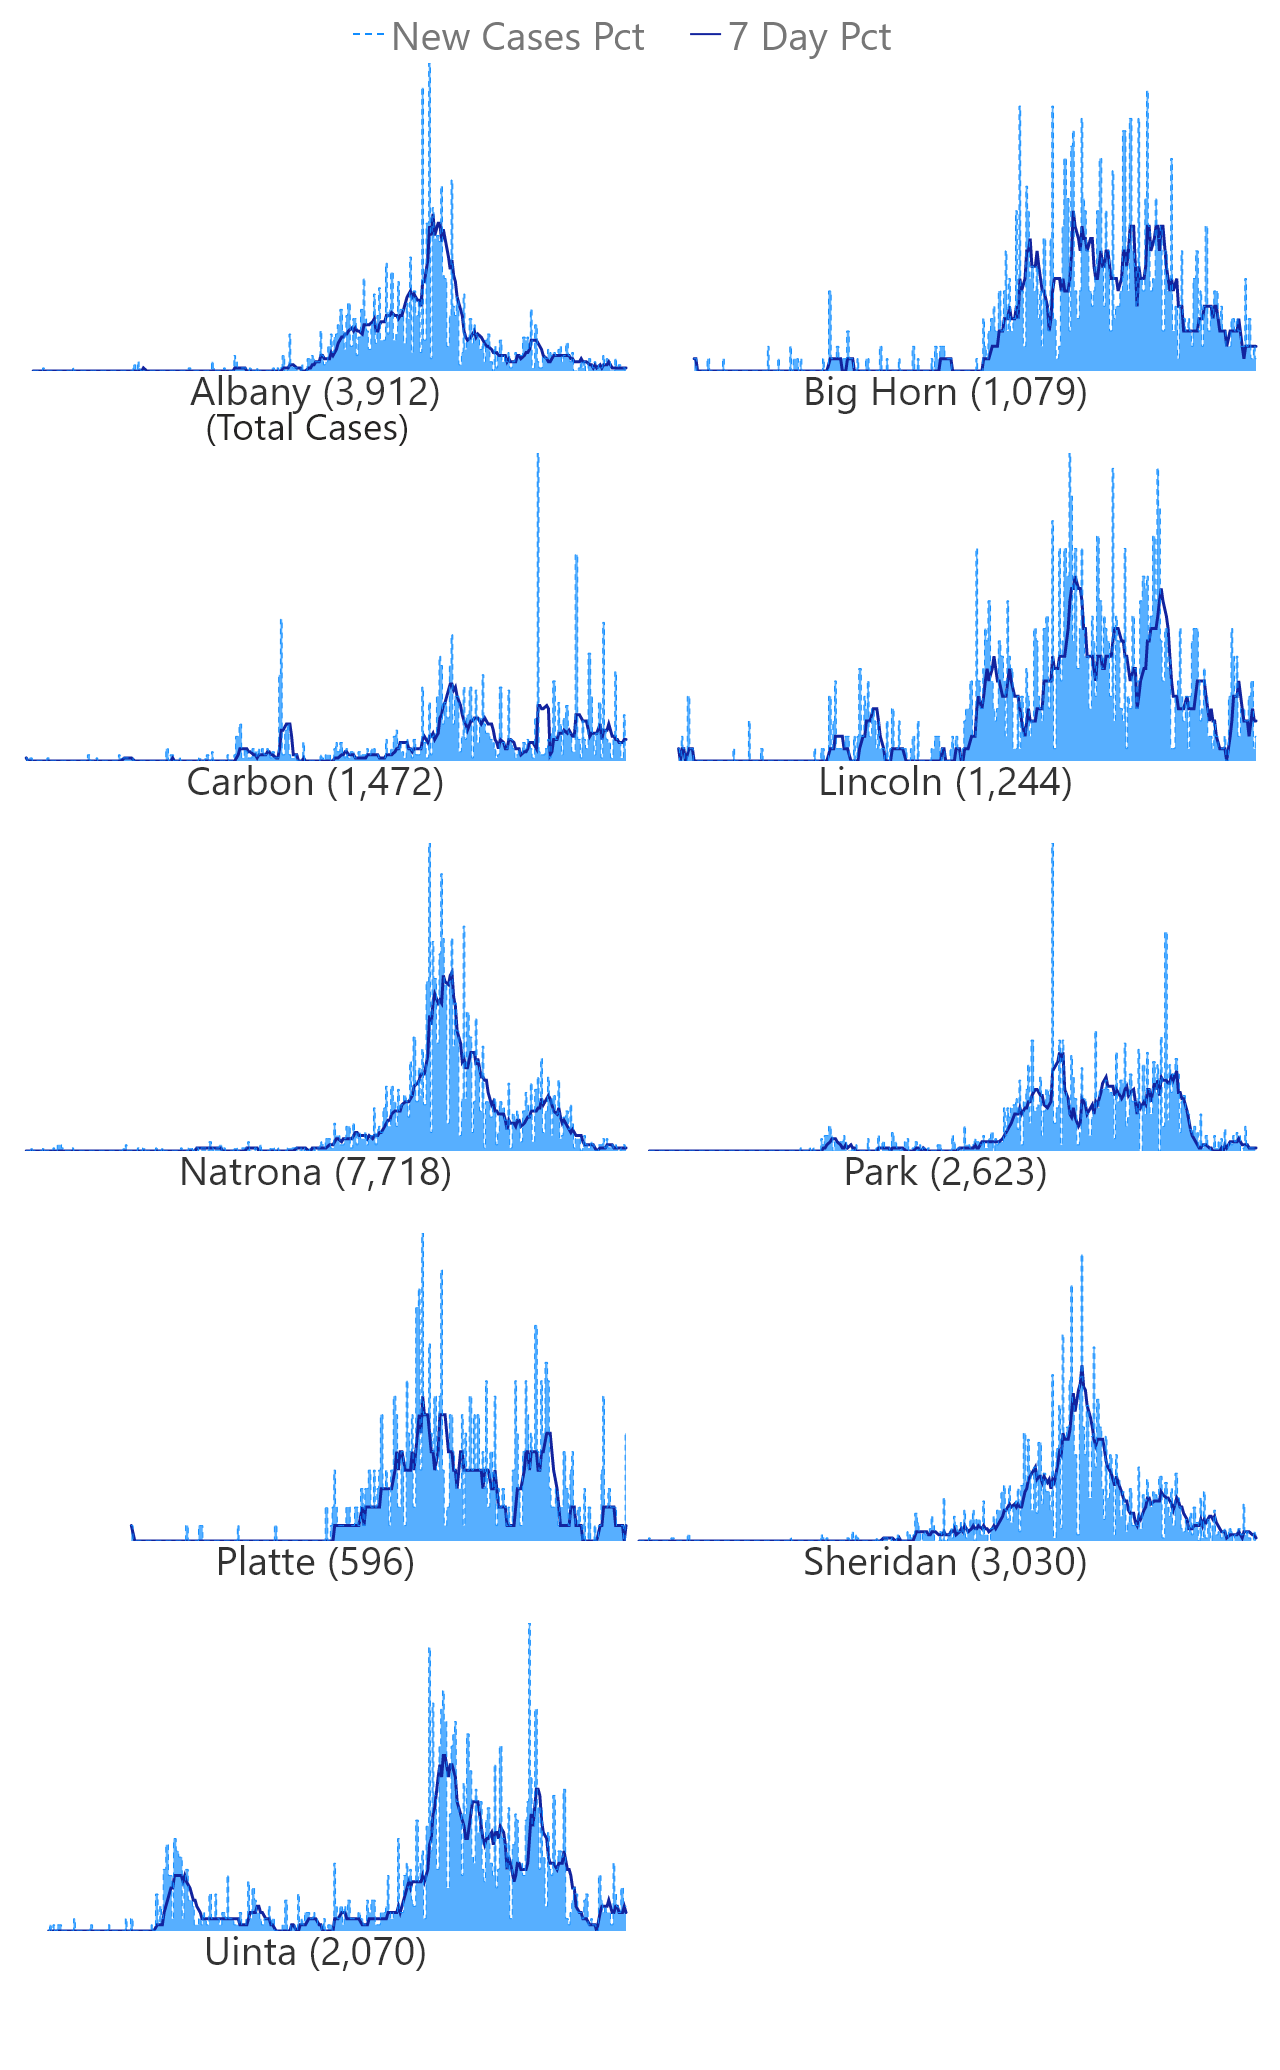 New Cases Pct 7 Day Pct
Albany (3,912)
(Total Cases)
Big Horn (1,079)
Carbon (1,472)
Lincoln (1,244)
Natrona (7,718)
Park (2,623)
Platte (596)
Sheridan (3,030)
Uinta (2,070)